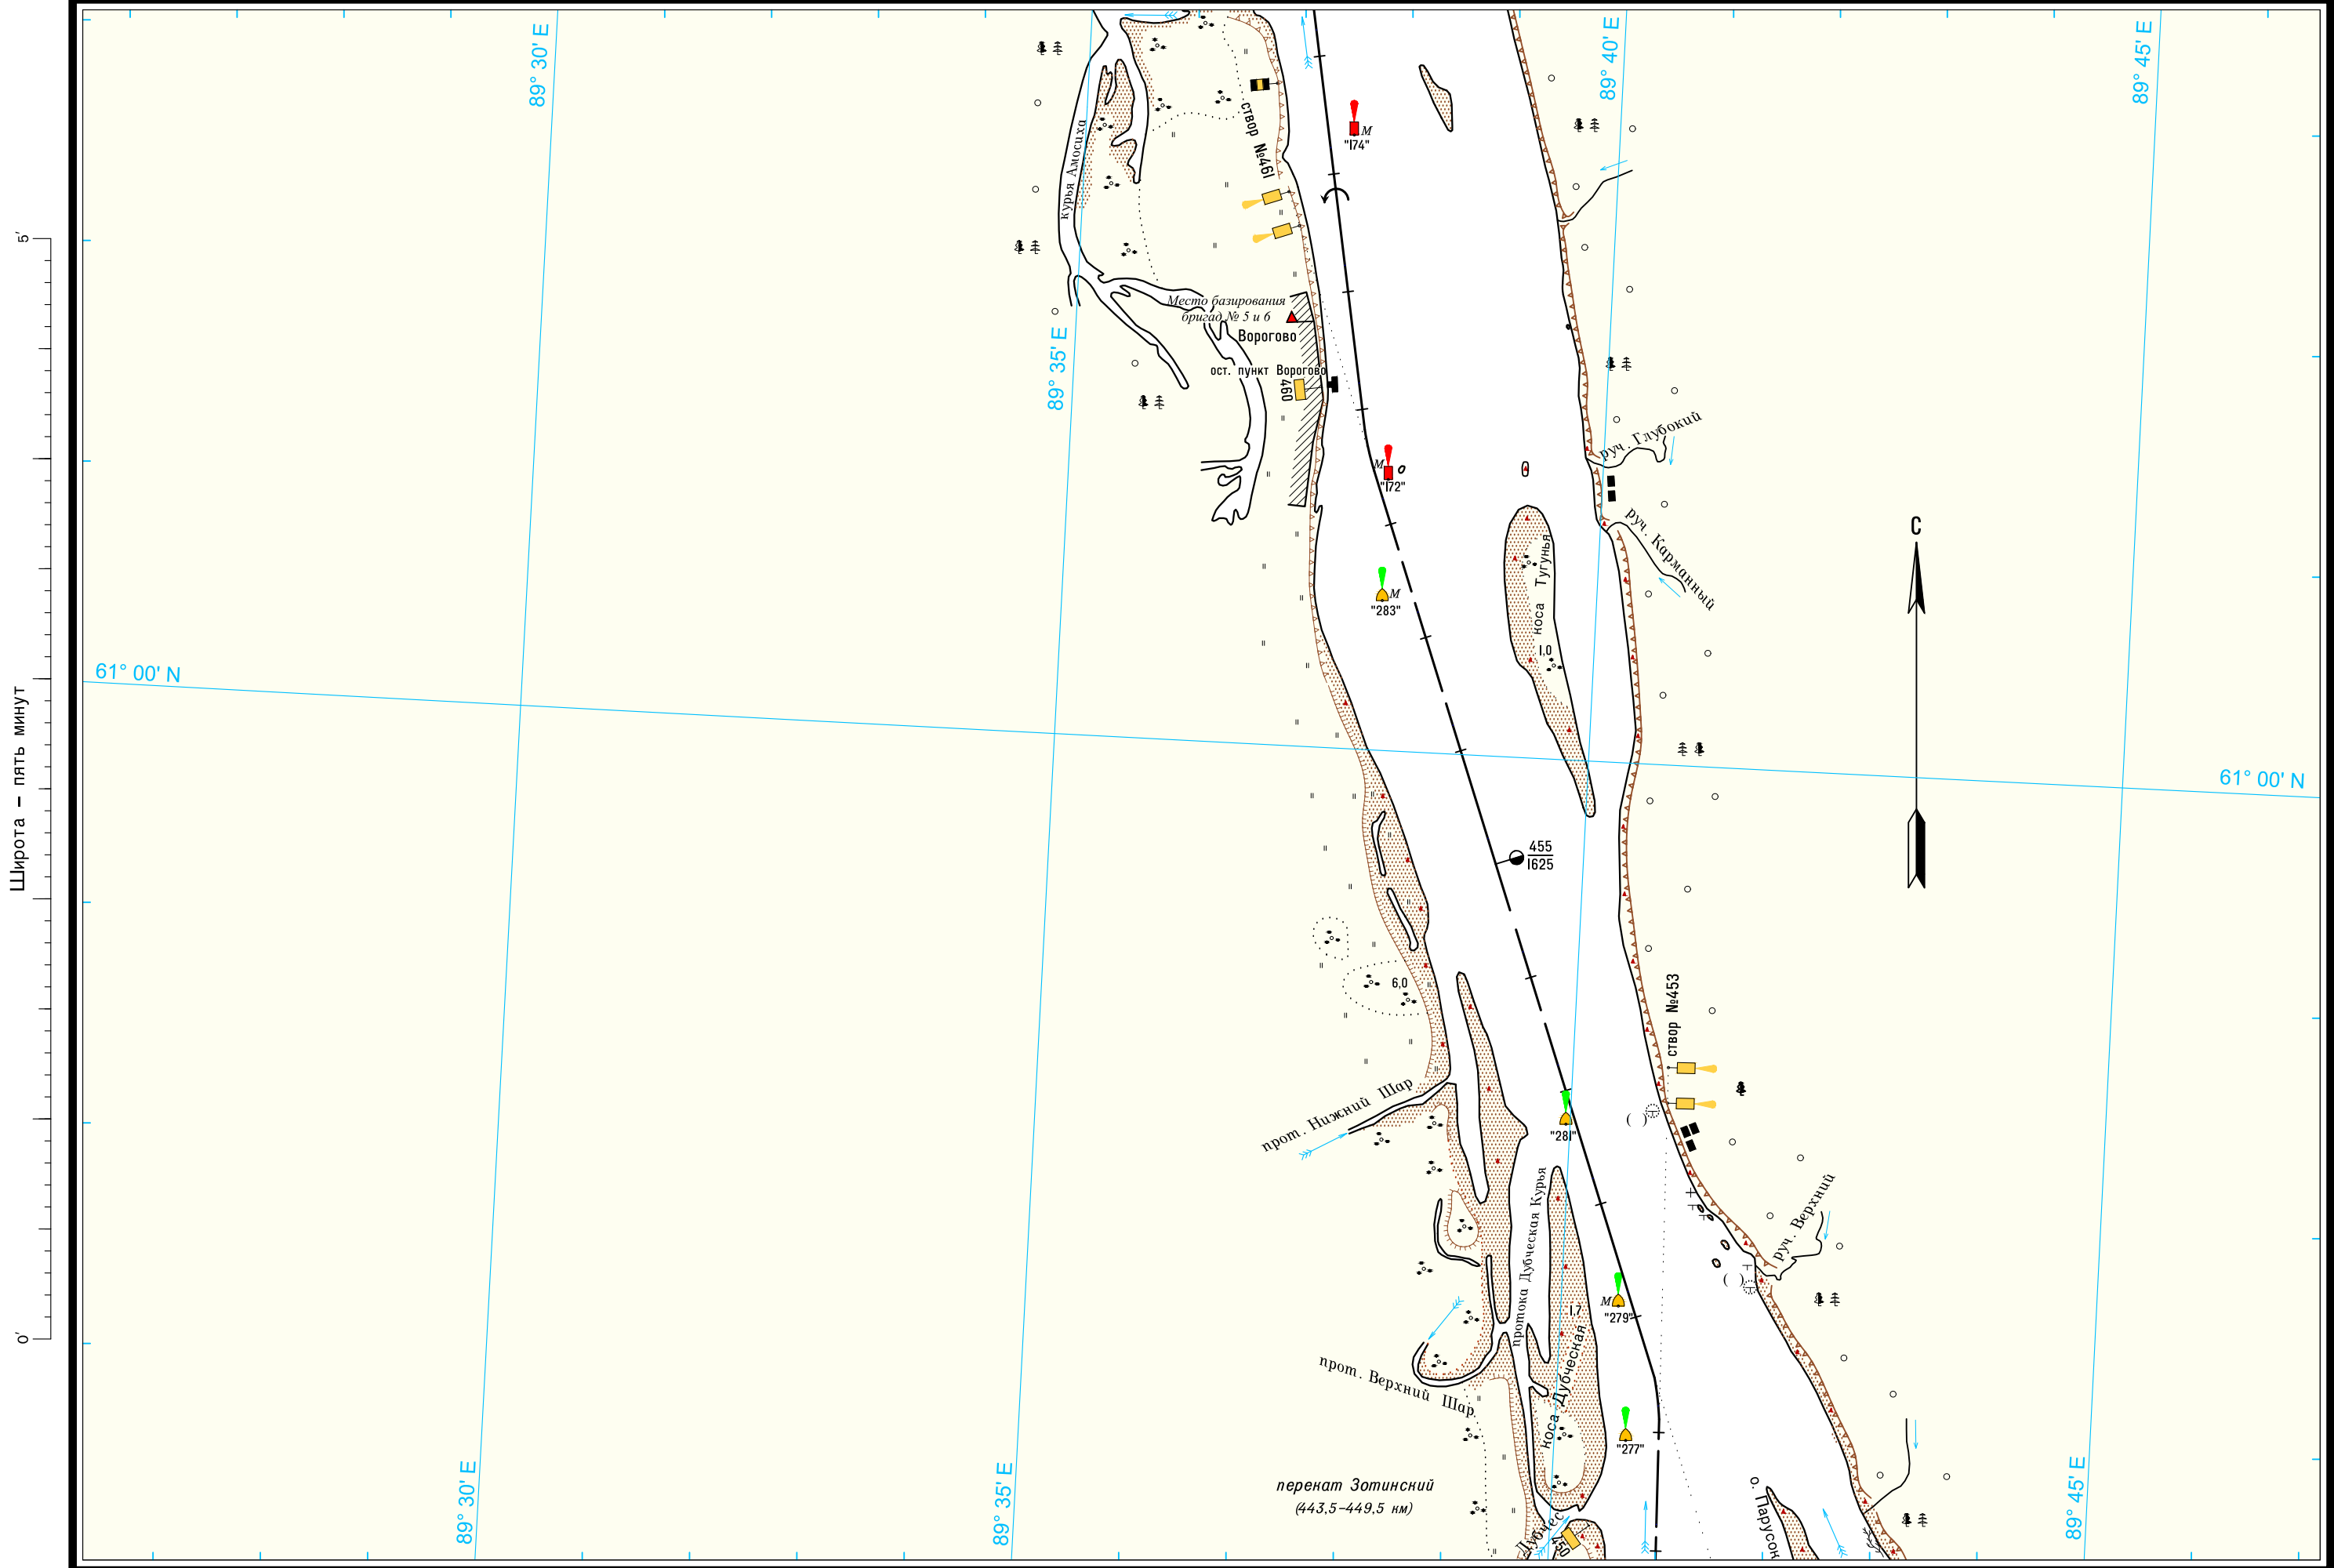 89° 30' E
89° 40' E
89° 45' E
курья Амосиха
створ №461
"174"
M
5'
Место базирования
бригад № 5 и 6
Ворогово
89° 35' E
ост. пункт Ворогово
460
руч. Глубокий
M
"172"
руч. Карманный
С
коса Тугунья
M
"283"
1,0
61° 00' N
61° 00' N
Широта – пять минут
455
1625
6,0
створ №453
прот. Нижний Шар
"281"
( )
протока Дубческая Курья
руч. Верхний
( )
M
"279"
1,7
0'
коса Дубческая
прот. Верхний Шар
"277"
89° 30' E
89° 35' E
89° 45' E
перекат Зотинский
(443,5–449,5 км)
о. Парусок
450